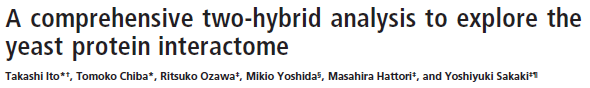 A comprehensive two-hybrid analysis to explore the
yeast protein interactome
Takashi Ito*†, Tomoko Chiba*, Ritsuko Ozawa‡, Mikio Yoshida§, Masahira Hattori‡, and Yoshiyuki Sakaki‡¶